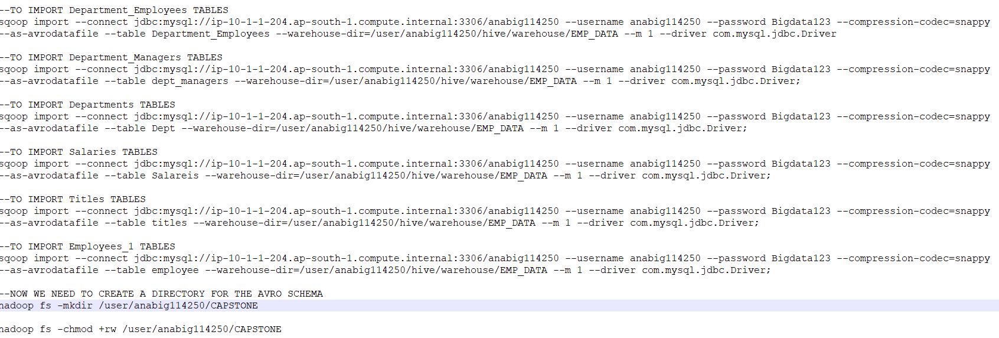 --TO IMPORT Department_Employees TABLES
sqoop import --connect jdbc:mysql://ip-10-1-1-204.ap-south-1.compute.internal:3306/anabig114250 --username anabig114250 --password Bigdata123 --compression-codec=snappy
--as-avrodatafile --table Department_Employees --warehouse-dir=/user/anabig114250/hive/warehouse/EMP_DATA --m 1 --driver com.mysql.jdbc.Driver
--TO IMPORT Department_Managers TABLES
sqoop import --connect jdbc:mysql://ip-10-1-1-204.ap-south-1.compute.internal:3306/anabig114250 --username anabig114250 --password Bigdata123 --compression-codec=snappy
--as-avrodatafile --table dept_managers --warehouse-dir=/user/anabig114250/hive/warehouse/EMP_DATA --m 1 --driver com.mysql.jdbc.Driver;
--TO IMPORT Departments TABLES
sqoop import --connect jdbc:mysql://ip-10-1-1-204.ap-south-1.compute.internal:3306/anabig114250 --username anabig114250 --password Bigdata123 --compression-codec=snappy
--as-avrodatafile --table Dept --warehouse-dir=/user/anabig114250/hive/warehouse/EMP_DATA --m 1 --driver com.mysql.jdbc.Driver;
--TO IMPORT Salaries TABLES
sqoop import --connect jdbc:mysql://ip-10-1-1-204.ap-south-1.compute.internal:3306/anabig114250 --username anabig114250 --password Bigdata123 --compression-codec=snappy
--as-avrodatafile --table Salareis --warehouse-dir=/user/anabig114250/hive/warehouse/EMP_DATA --m 1 --driver com.mysql.jdbc.Driver;
--TO IMPORT Titles TABLES
sqoop import --connect jdbc:mysql://ip-10-1-1-204.ap-south-1.compute.internal:3306/anabig114250 --username anabig114250 --password Bigdata123 --compression-codec=snappy
--as-avrodatafile --table titles --warehouse-dir=/user/anabig114250/hive/warehouse/EMP_DATA --m 1 --driver com.mysql.jdbc.Driver;
--TO IMPORT Employees_1 TABLES
sqoop import --connect jdbc:mysql://ip-10-1-1-204.ap-south-1.compute.internal:3306/anabig114250 --username anabig114250 --password Bigdata123 --compression-codec=snappy
--as-avrodatafile --table employee --warehouse-dir=/user/anabig114250/hive/warehouse/EMP_DATA --m 1 --driver com.mysql.jdbc.Driver;
--NOW WE NEED TO CREATE A DIRECTORY FOR THE AVRO SCHEMA
hadoop fs -mkdir /user/anabig114250/CAPSTONE
hadoop fs -chmod +rw /user/anabig114250/CAPSTONE